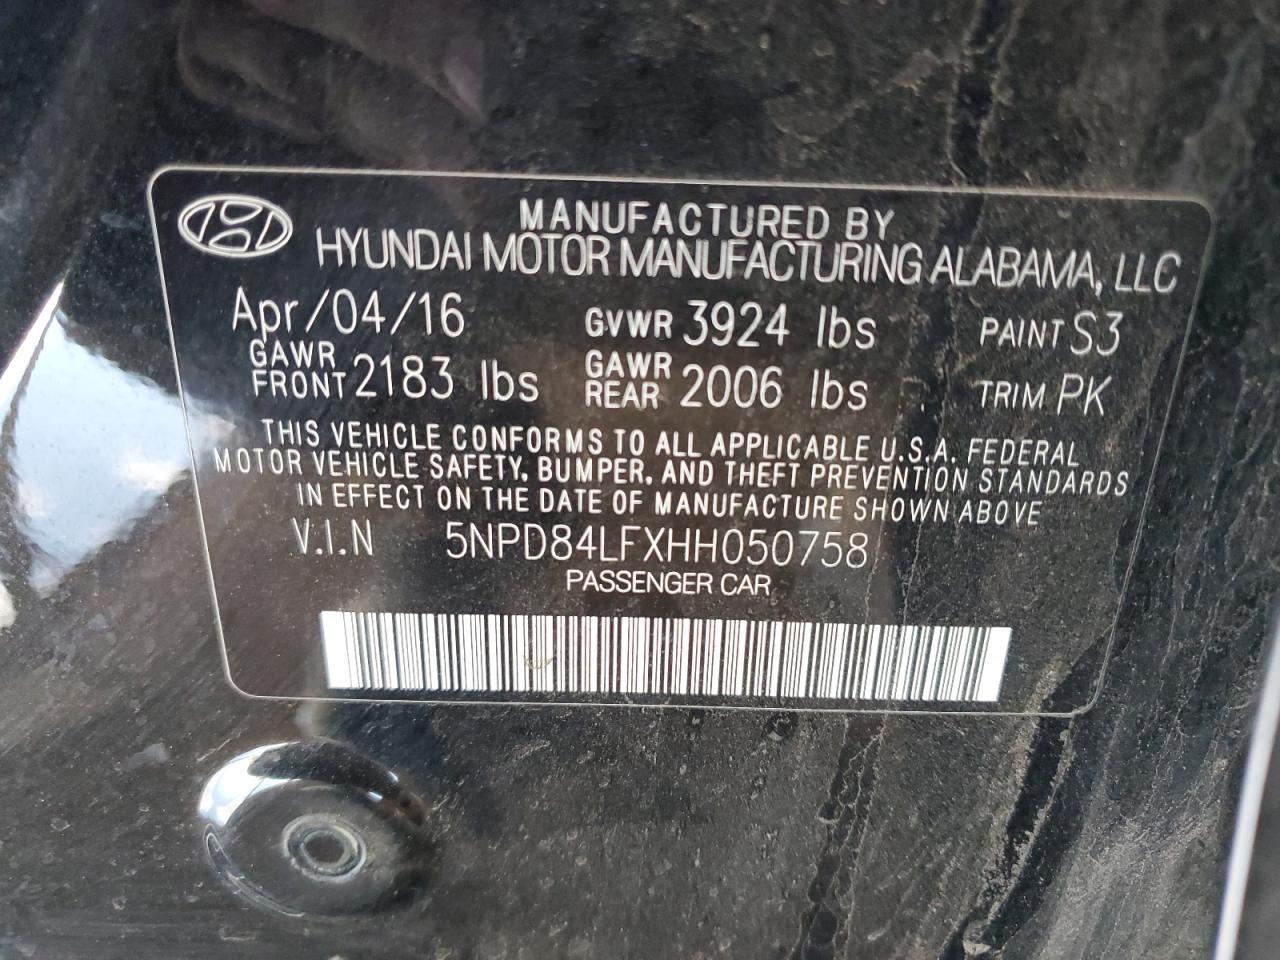 MANUFACTURED BY
HYUNDAI MOTOR MANUFACTURING ALABAMA, LLC
Apr/04/16 GVWR 3924 lbs PAINT S3
GAWR FRONT 2183 lbs GAWR REAR 2006 lbs TRIM PK
THIS VEHICLE CONFORMS TO ALL APPLICABLE U.S.A. FEDERAL
MOTOR VEHICLE SAFETY, BUMPER, AND THEFT PREVENTION STANDARDS
IN EFFECT ON THE DATE OF MANUFACTURE SHOWN ABOVE
V.I.N 5NPD84LFXHH050758
PASSENGER CAR